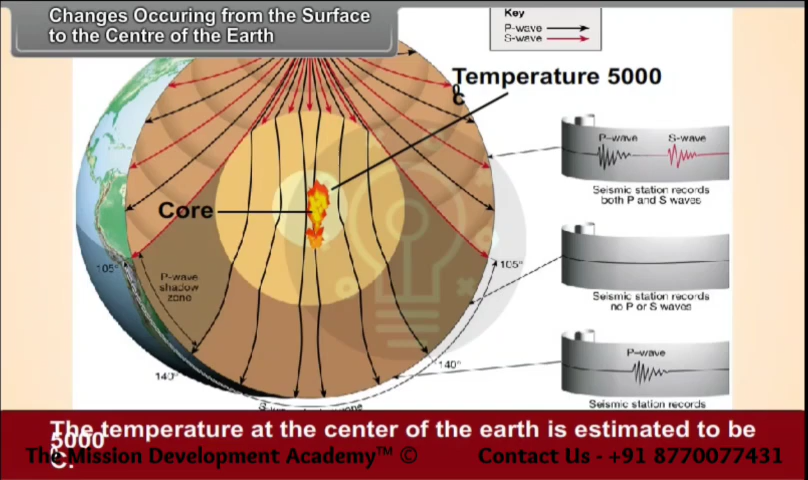 Changes Occuring from the Surface
to the Centre of the Earth
Key
P-wave
S-wave
Temperature 5000
0
C
P-wave
S-wave
Seismic station records
both P and S waves
Core
105°
P-wave
shadow
zone
105°
Seismic station records
no P or S waves
140°
140°
P-wave
Seismic station records
The temperature at the center of the earth is estimated to be
5000
C.
The Mission Development Academy™ ©
Contact Us - +91 8770077431